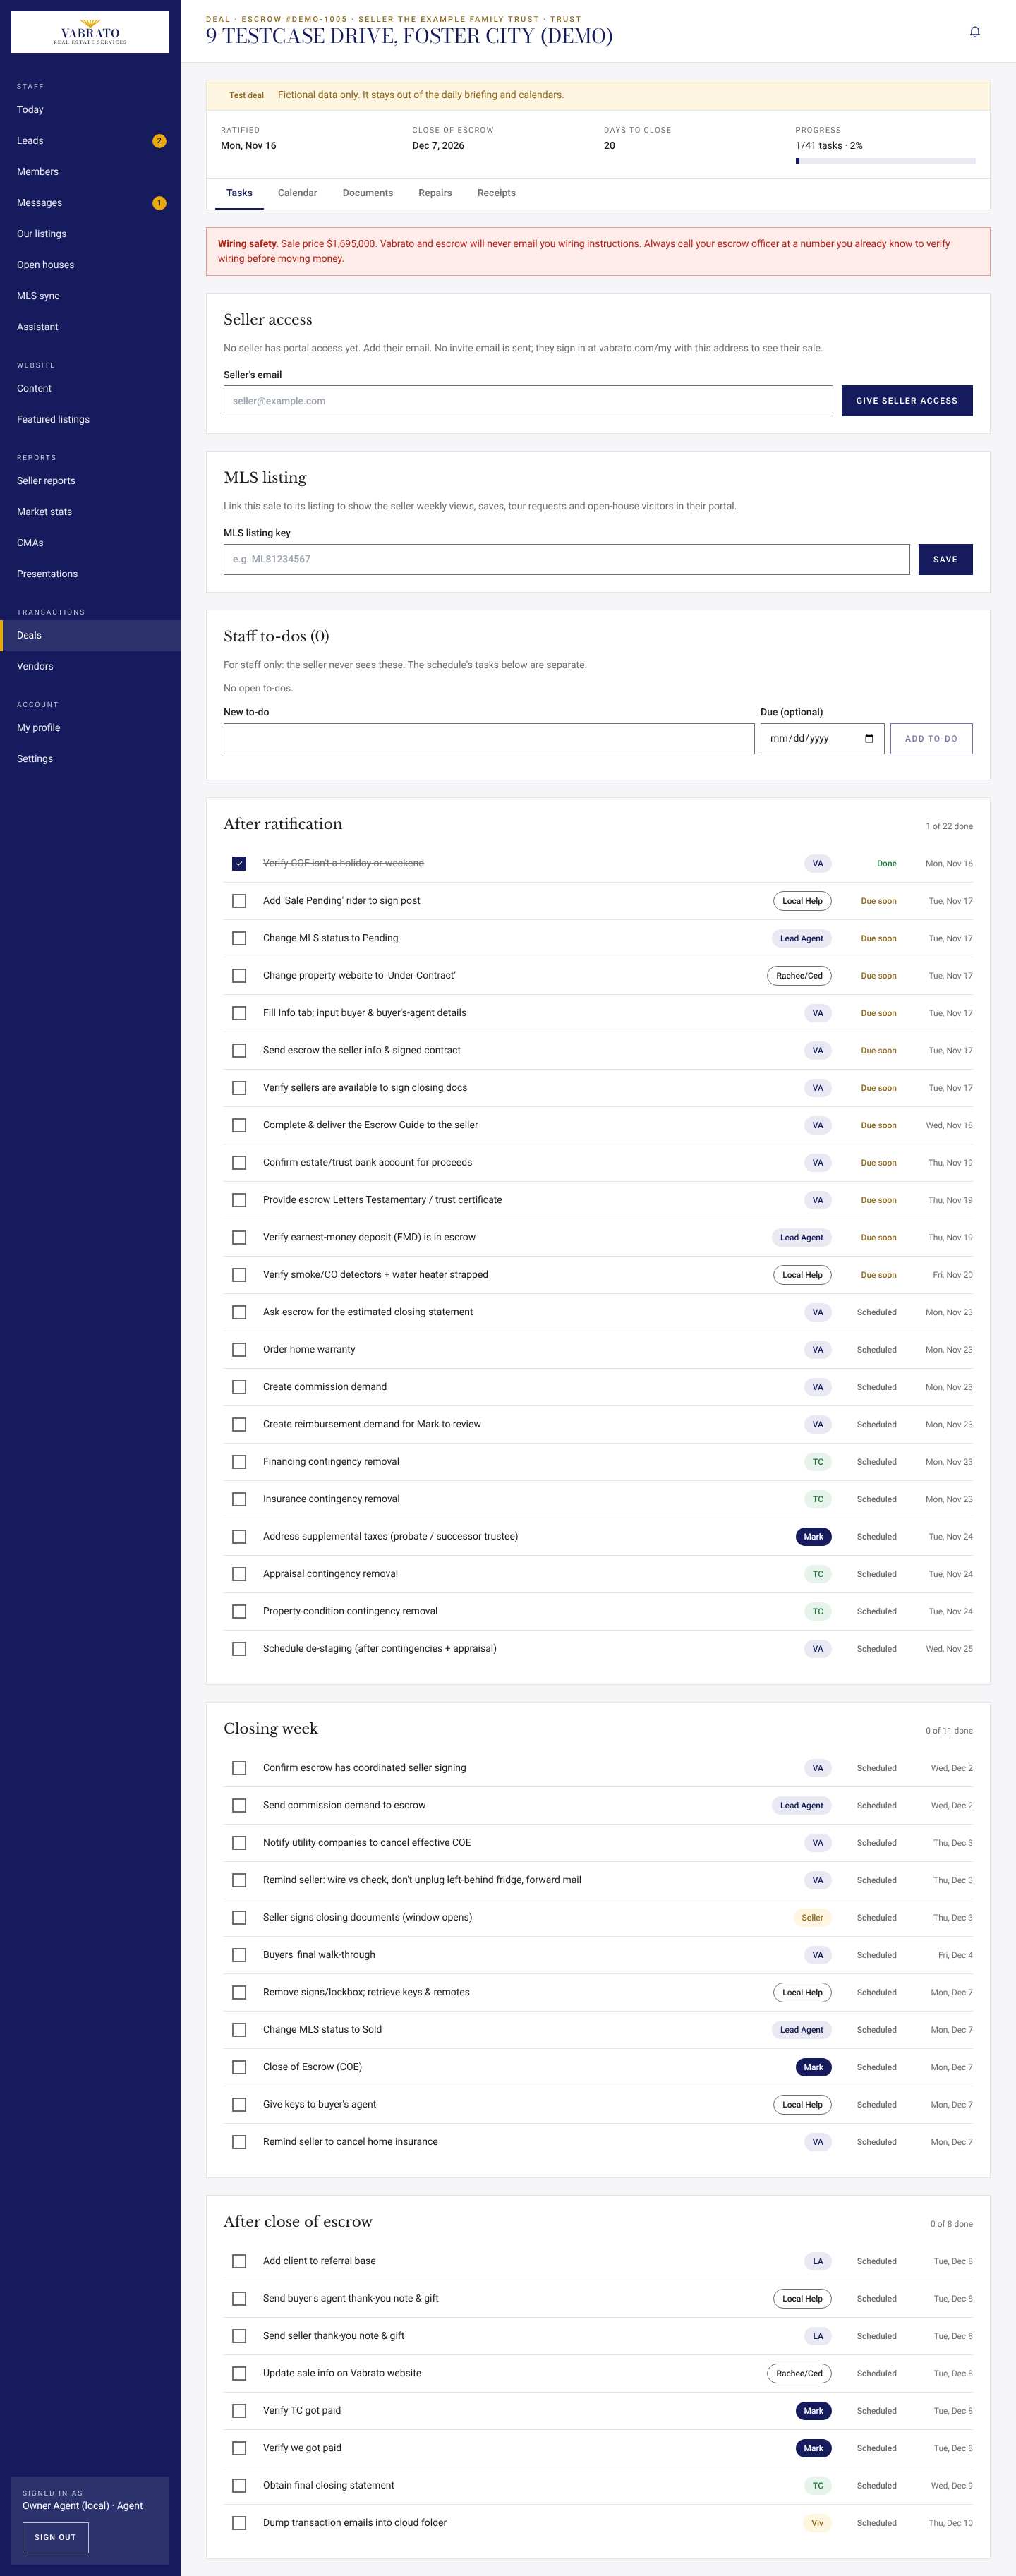 VABRATO
REAL ESTATE SERVICES
STAFF
Today
Leads 2
Members
Messages 1
Our listings
Open houses
MLS sync
Assistant
WEBSITE
Content
Featured listings
REPORTS
Seller reports
Market stats
CMAs
Presentations
TRANSACTIONS
Deals
Vendors
ACCOUNT
My profile
Settings
SIGNED IN AS
Owner Agent (local) · Agent
SIGN OUT
DEAL · ESCROW #DEMO-1005 · SELLER THE EXAMPLE FAMILY TRUST · TRUST
9 TESTCASE DRIVE, FOSTER CITY (DEMO)
Test deal Fictional data only. It stays out of the daily briefing and calendars.
RATIFIED
Mon, Nov 16
CLOSE OF ESCROW
Dec 7, 2026
DAYS TO CLOSE
20
PROGRESS
1/41 tasks · 2%
Tasks Calendar Documents Repairs Receipts
Wiring safety. Sale price $1,695,000. Vabrato and escrow will never email you wiring instructions. Always call your escrow officer at a number you already know to verify
wiring before moving money.
Seller access
No seller has portal access yet. Add their email. No invite email is sent; they sign in at vabrato.com/my with this address to see their sale.
Seller's email
seller@example.com GIVE SELLER ACCESS
MLS listing
Link this sale to its listing to show the seller weekly views, saves, tour requests and open-house visitors in their portal.
MLS listing key
e.g. ML81234567 SAVE
Staff to-dos (0)
For staff only: the seller never sees these. The schedule's tasks below are separate.
No open to-dos.
New to-do Due (optional)
mm/dd/yyyy ADD TO-DO
After ratification 1 of 22 done
Verify COE isn't a holiday or weekend VA Done Mon, Nov 16
Add 'Sale Pending' rider to sign post Local Help Due soon Tue, Nov 17
Change MLS status to Pending Lead Agent Due soon Tue, Nov 17
Change property website to 'Under Contract' Rachee/Ced Due soon Tue, Nov 17
Fill Info tab; input buyer & buyer's-agent details VA Due soon Tue, Nov 17
Send escrow the seller info & signed contract VA Due soon Tue, Nov 17
Verify sellers are available to sign closing docs VA Due soon Tue, Nov 17
Complete & deliver the Escrow Guide to the seller VA Due soon Wed, Nov 18
Confirm estate/trust bank account for proceeds VA Due soon Thu, Nov 19
Provide escrow Letters Testamentary / trust certificate VA Due soon Thu, Nov 19
Verify earnest-money deposit (EMD) is in escrow Lead Agent Due soon Thu, Nov 19
Verify smoke/CO detectors + water heater strapped Local Help Due soon Fri, Nov 20
Ask escrow for the estimated closing statement VA Scheduled Mon, Nov 23
Order home warranty VA Scheduled Mon, Nov 23
Create commission demand VA Scheduled Mon, Nov 23
Create reimbursement demand for Mark to review VA Scheduled Mon, Nov 23
Financing contingency removal TC Scheduled Mon, Nov 23
Insurance contingency removal TC Scheduled Mon, Nov 23
Address supplemental taxes (probate / successor trustee) Mark Scheduled Tue, Nov 24
Appraisal contingency removal TC Scheduled Tue, Nov 24
Property-condition contingency removal TC Scheduled Tue, Nov 24
Schedule de-staging (after contingencies + appraisal) VA Scheduled Wed, Nov 25
Closing week 0 of 11 done
Confirm escrow has coordinated seller signing VA Scheduled Wed, Dec 2
Send commission demand to escrow Lead Agent Scheduled Wed, Dec 2
Notify utility companies to cancel effective COE VA Scheduled Thu, Dec 3
Remind seller: wire vs check, don't unplug left-behind fridge, forward mail VA Scheduled Thu, Dec 3
Seller signs closing documents (window opens) Seller Scheduled Thu, Dec 3
Buyers' final walk-through VA Scheduled Fri, Dec 4
Remove signs/lockbox; retrieve keys & remotes Local Help Scheduled Mon, Dec 7
Change MLS status to Sold Lead Agent Scheduled Mon, Dec 7
Close of Escrow (COE) Mark Scheduled Mon, Dec 7
Give keys to buyer's agent Local Help Scheduled Mon, Dec 7
Remind seller to cancel home insurance VA Scheduled Mon, Dec 7
After close of escrow 0 of 8 done
Add client to referral base LA Scheduled Tue, Dec 8
Send buyer's agent thank-you note & gift Local Help Scheduled Tue, Dec 8
Send seller thank-you note & gift LA Scheduled Tue, Dec 8
Update sale info on Vabrato website Rachee/Ced Scheduled Tue, Dec 8
Verify TC got paid Mark Scheduled Tue, Dec 8
Verify we got paid Mark Scheduled Tue, Dec 8
Obtain final closing statement TC Scheduled Wed, Dec 9
Dump transaction emails into cloud folder Viv Scheduled Thu, Dec 10